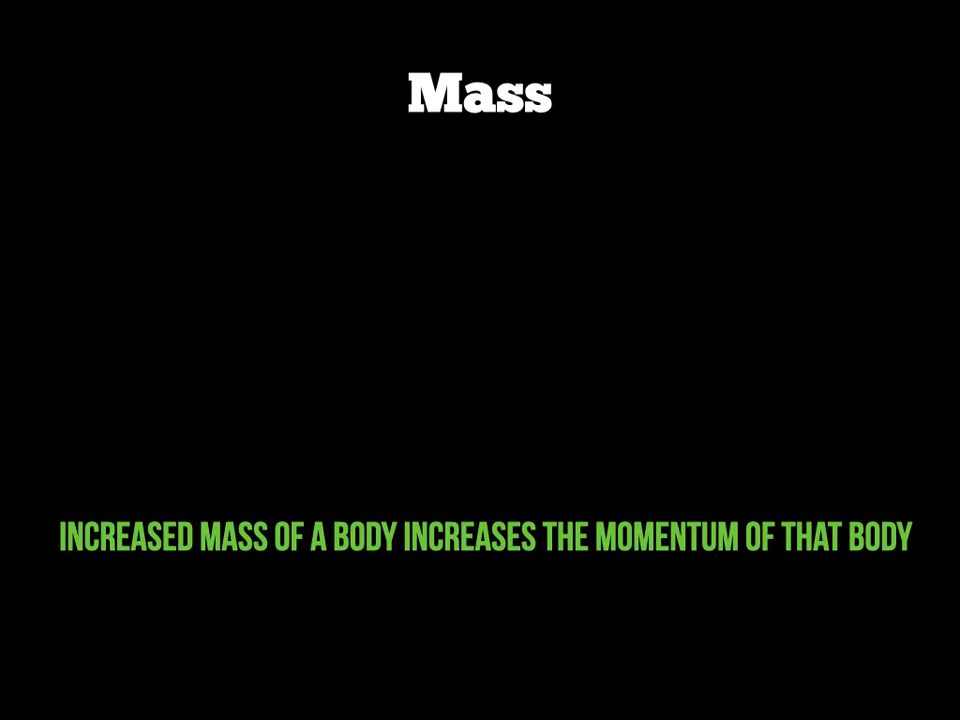 Mass
INCREASED MASS OF A BODY INCREASES THE MOMENTUM OF THAT BODY